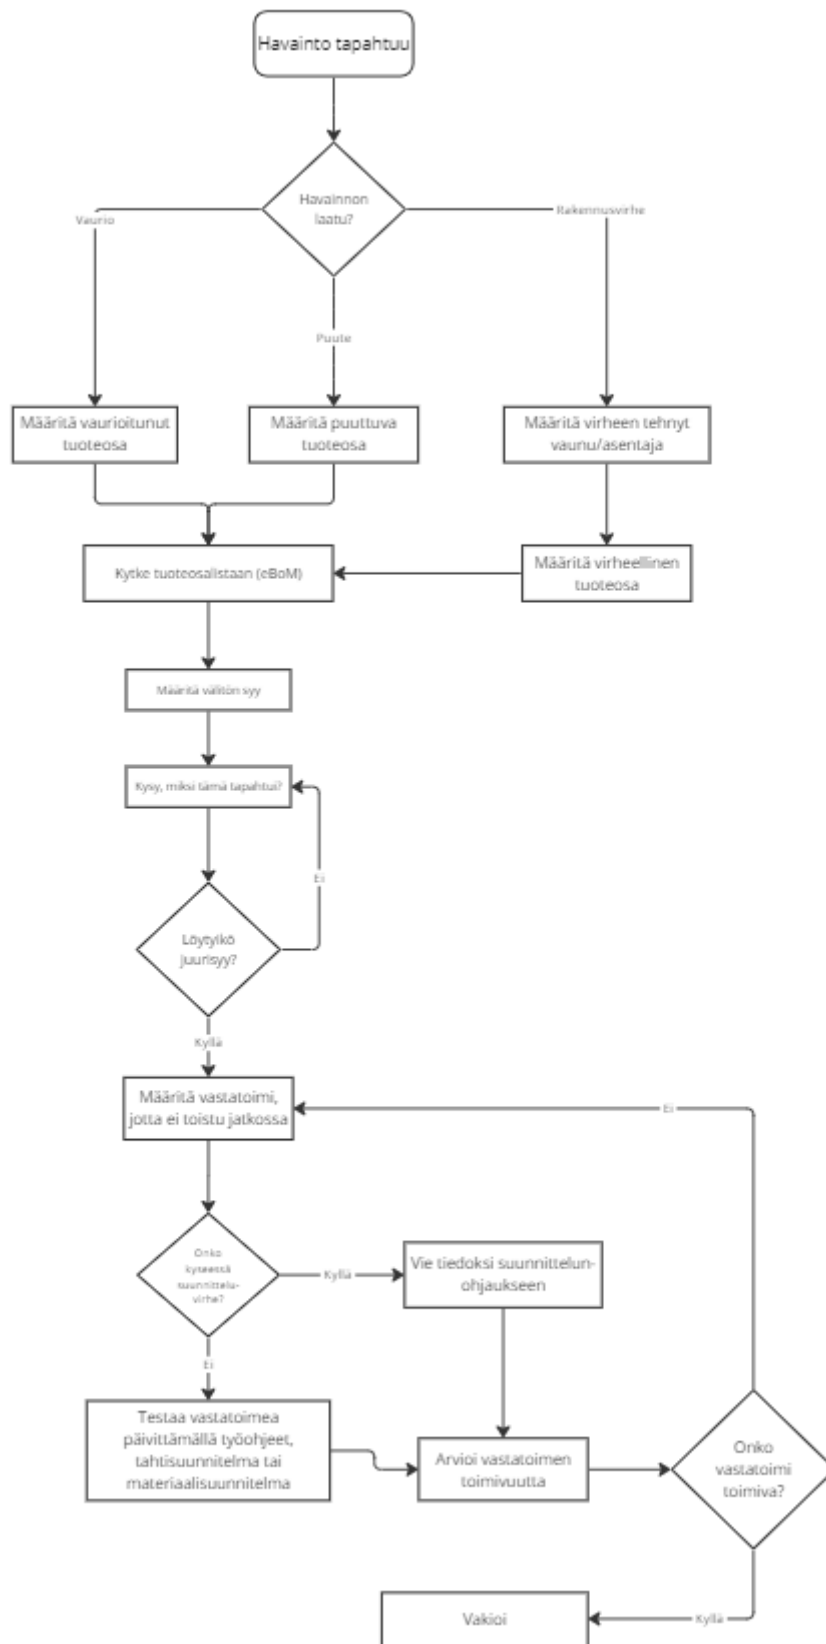 Havainto tapahtuu
Havainnon
laatu?
Vaurio
Rakennusvirhe
Puute
Määritä vaurioitunut
tuoteosa
Määritä puuttuva
tuoteosa
Määritä virheen tehnyt
vaunu/asentaja
Kytke tuoteosalistaan (eBoM)
Määritä virheellinen
tuoteosa
Määritä välitön syy
Kysy, miksi tämä tapahtui?
Ei
Löytyikö
juurisyy?
Kyllä
Määritä vastatoimi,
jotta ei toistu jatkossa
Ei
Onko
kyseessä
suunnittelu-
virhe?
Kyllä
Vie tiedoksi suunnittelun-
ohjaukseen
Ei
Testaa vastatoimea
päivittämällä työohjeet,
tahtisuunnitelma tai
materiaalisuunnitelma
Arvioi vastatoimen
toimivuutta
Onko
vastatoimi
toimiva?
Vakioi
Kyllä